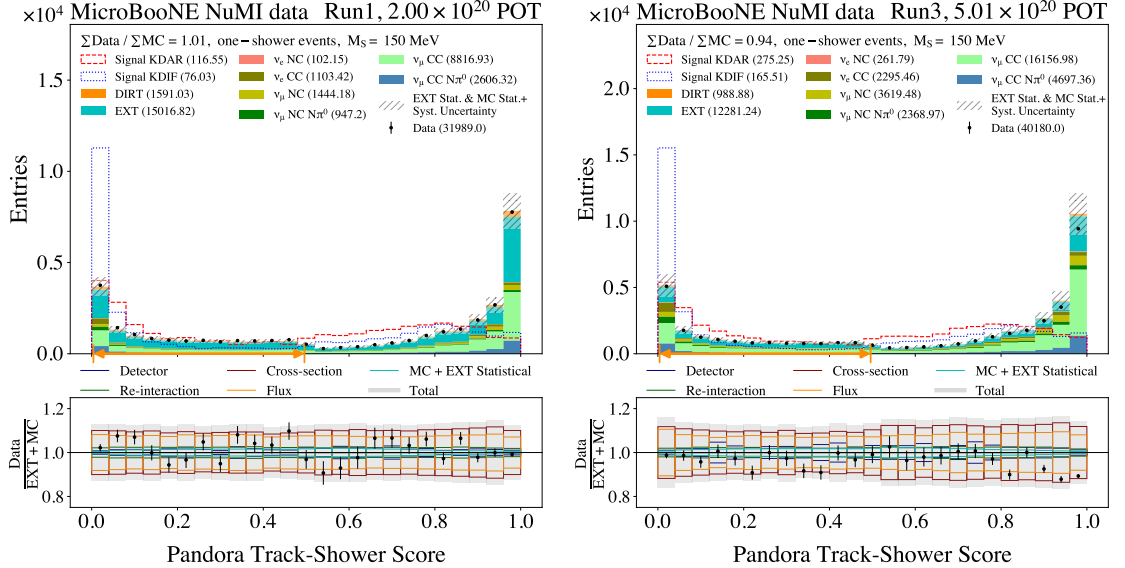 ×10⁴ MicroBooNE NuMI data Run1, 2.00 × 10²⁰ POT
ΣData / ΣMC = 1.01, one−shower events, M_S = 150 MeV
Signal KDAR (116.55)
Signal KDIF (76.03)
DIRT (1591.03)
EXT (15016.82)
ν_e NC (102.15)
ν_e CC (1103.42)
ν_μ NC (1444.18)
ν_μ NC Nπ⁰ (947.2)
ν_μ CC (8816.93)
ν_μ CC Nπ⁰ (2606.32)
EXT Stat. & MC Stat.+
Syst. Uncertainty
Data (31989.0)
Entries
1.5
1.0
0.5
0.0
Detector
Cross-section
MC + EXT Statistical
Re-interaction
Flux
Total
Data
EXT + MC
1.2
1.0
0.8
0.0 0.2 0.4 0.6 0.8 1.0
Pandora Track-Shower Score
×10⁴ MicroBooNE NuMI data Run3, 5.01 × 10²⁰ POT
ΣData / ΣMC = 0.94, one−shower events, M_S = 150 MeV
Signal KDAR (275.25)
Signal KDIF (165.51)
DIRT (988.88)
EXT (12281.24)
ν_e NC (261.79)
ν_e CC (2295.46)
ν_μ NC (3619.48)
ν_μ NC Nπ⁰ (2368.97)
ν_μ CC (16156.98)
ν_μ CC Nπ⁰ (4697.36)
EXT Stat. & MC Stat.+
Syst. Uncertainty
Data (40180.0)
Entries
2.0
1.5
1.0
0.5
0.0
Detector
Cross-section
MC + EXT Statistical
Re-interaction
Flux
Total
Data
EXT + MC
1.2
1.0
0.8
0.0 0.2 0.4 0.6 0.8 1.0
Pandora Track-Shower Score